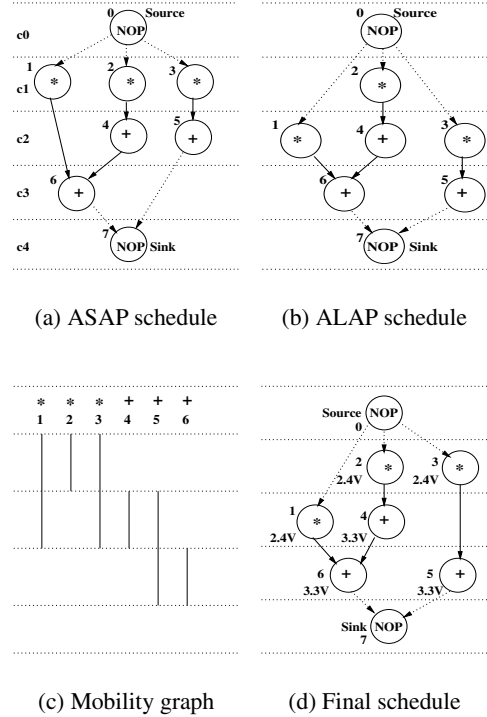 0 Source
c0 NOP
1 2 3
c1 * * *
4 5
c2 + +
6
c3 +
7
c4 NOP Sink
(a) ASAP schedule
0 Source
NOP
2
*
1 4 3
* + *
6 5
+ +
7
NOP Sink
(b) ALAP schedule
* * * + + +
1 2 3 4 5 6
(c) Mobility graph
Source NOP
0
2 3
* *
2.4V 2.4V
1 4
* +
2.4V 3.3V
6 + 5 +
3.3V 3.3V
Sink NOP
7
(d) Final schedule